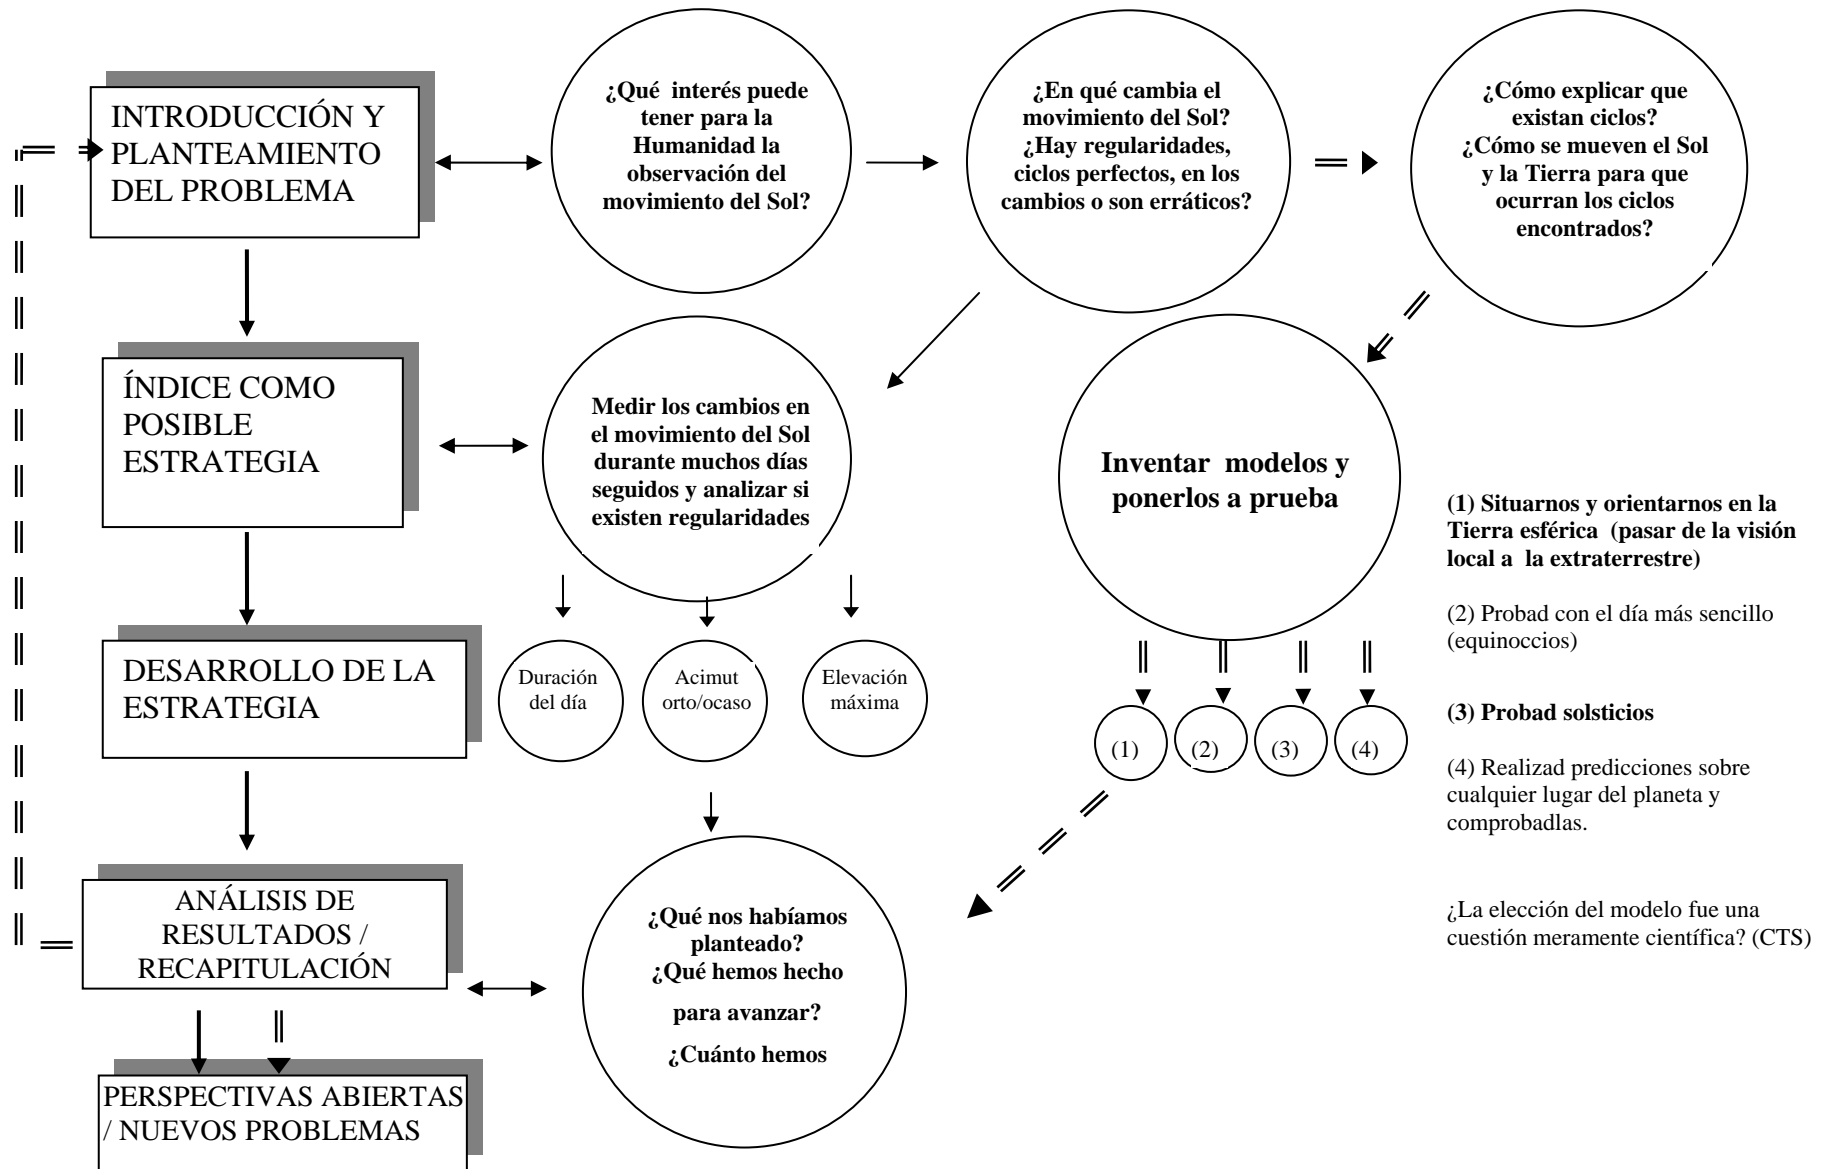 INTRODUCCIÓN Y
PLANTEAMIENTO
DEL PROBLEMA
¿Qué interés puede
tener para la
Humanidad la
observación del
movimiento del Sol?
¿En qué cambia el
movimiento del Sol?
¿Hay regularidades,
ciclos perfectos, en los
cambios o son erráticos?
¿Cómo explicar que
existan ciclos?
¿Cómo se mueven el Sol
y la Tierra para que
ocurran los ciclos
encontrados?
ÍNDICE COMO
POSIBLE
ESTRATEGIA
Medir los cambios en
el movimiento del Sol
durante muchos días
seguidos y analizar si
existen regularidades
Inventar modelos y
ponerlos a prueba
(1) Situarnos y orientarnos en la
Tierra esférica (pasar de la visión
local a la extraterrestre)
(2) Probad con el día más sencillo
(equinoccios)
(3) Probad solsticios
(4) Realizad predicciones sobre
cualquier lugar del planeta y
comprobadlas.
¿La elección del modelo fue una
cuestión meramente científica? (CTS)
DESARROLLO DE LA
ESTRATEGIA
Duración
del día
Acimut
orto/ocaso
Elevación
máxima
(1)
(2)
(3)
(4)
ANÁLISIS DE
RESULTADOS /
RECAPITULACIÓN
¿Qué nos habíamos
planteado?
¿Qué hemos hecho
para avanzar?
¿Cuánto hemos
PERSPECTIVAS ABIERTAS
/ NUEVOS PROBLEMAS